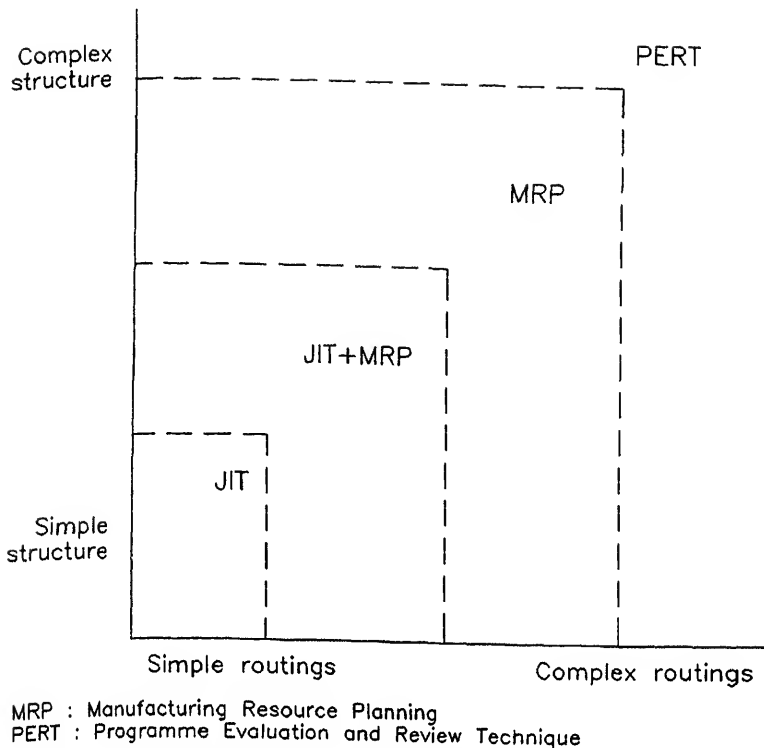 Complex
structure
PERT
MRP
JIT+MRP
JIT
Simple
structure
Simple routings
Complex routings
MRP : Manufacturing Resource Planning
PERT : Programme Evaluation and Review Technique